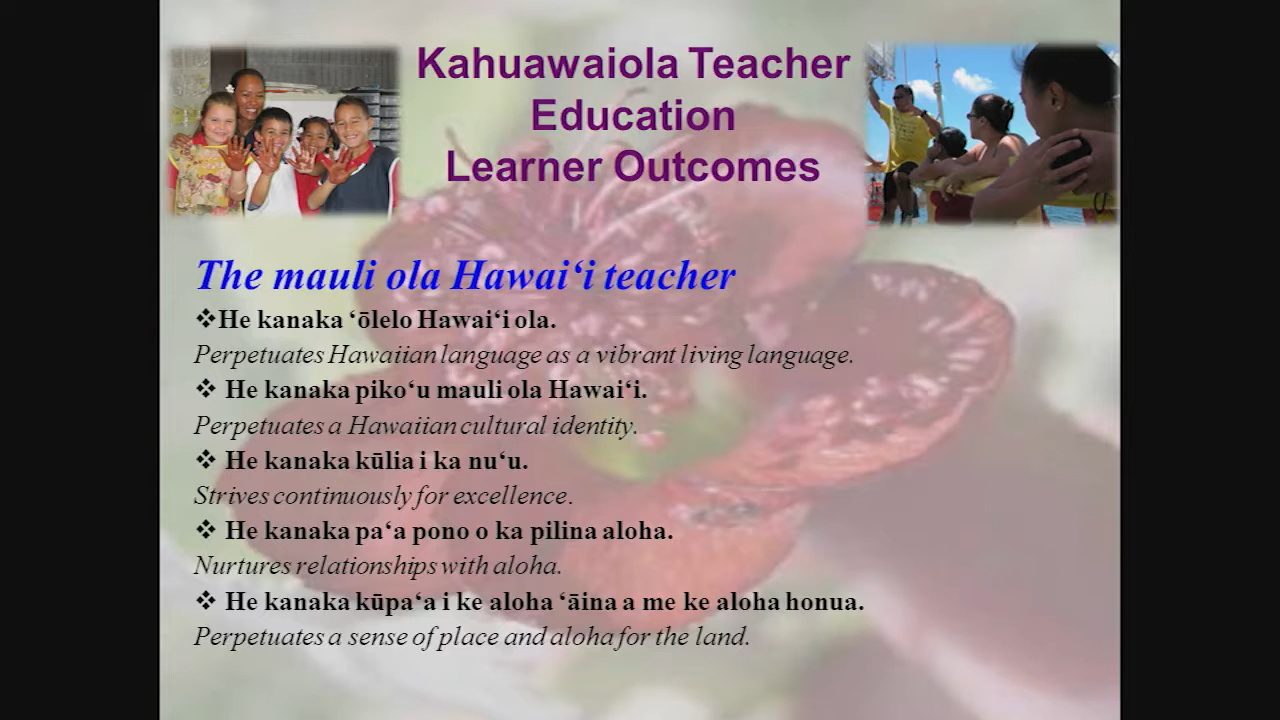 Kahuawaiola Teacher
Education
Learner Outcomes
The mauli ola Hawaiʻi teacher
❖He kanaka ʻōlelo Hawaiʻi ola.
Perpetuates Hawaiian language as a vibrant living language.
❖ He kanaka pikoʻu mauli ola Hawaiʻi.
Perpetuates a Hawaiian cultural identity.
❖ He kanaka kūlia i ka nuʻu.
Strives continuously for excellence.
❖ He kanaka paʻa pono o ka pilina aloha.
Nurtures relationships with aloha.
❖ He kanaka kūpaʻa i ke aloha ʻāina a me ke aloha honua.
Perpetuates a sense of place and aloha for the land.